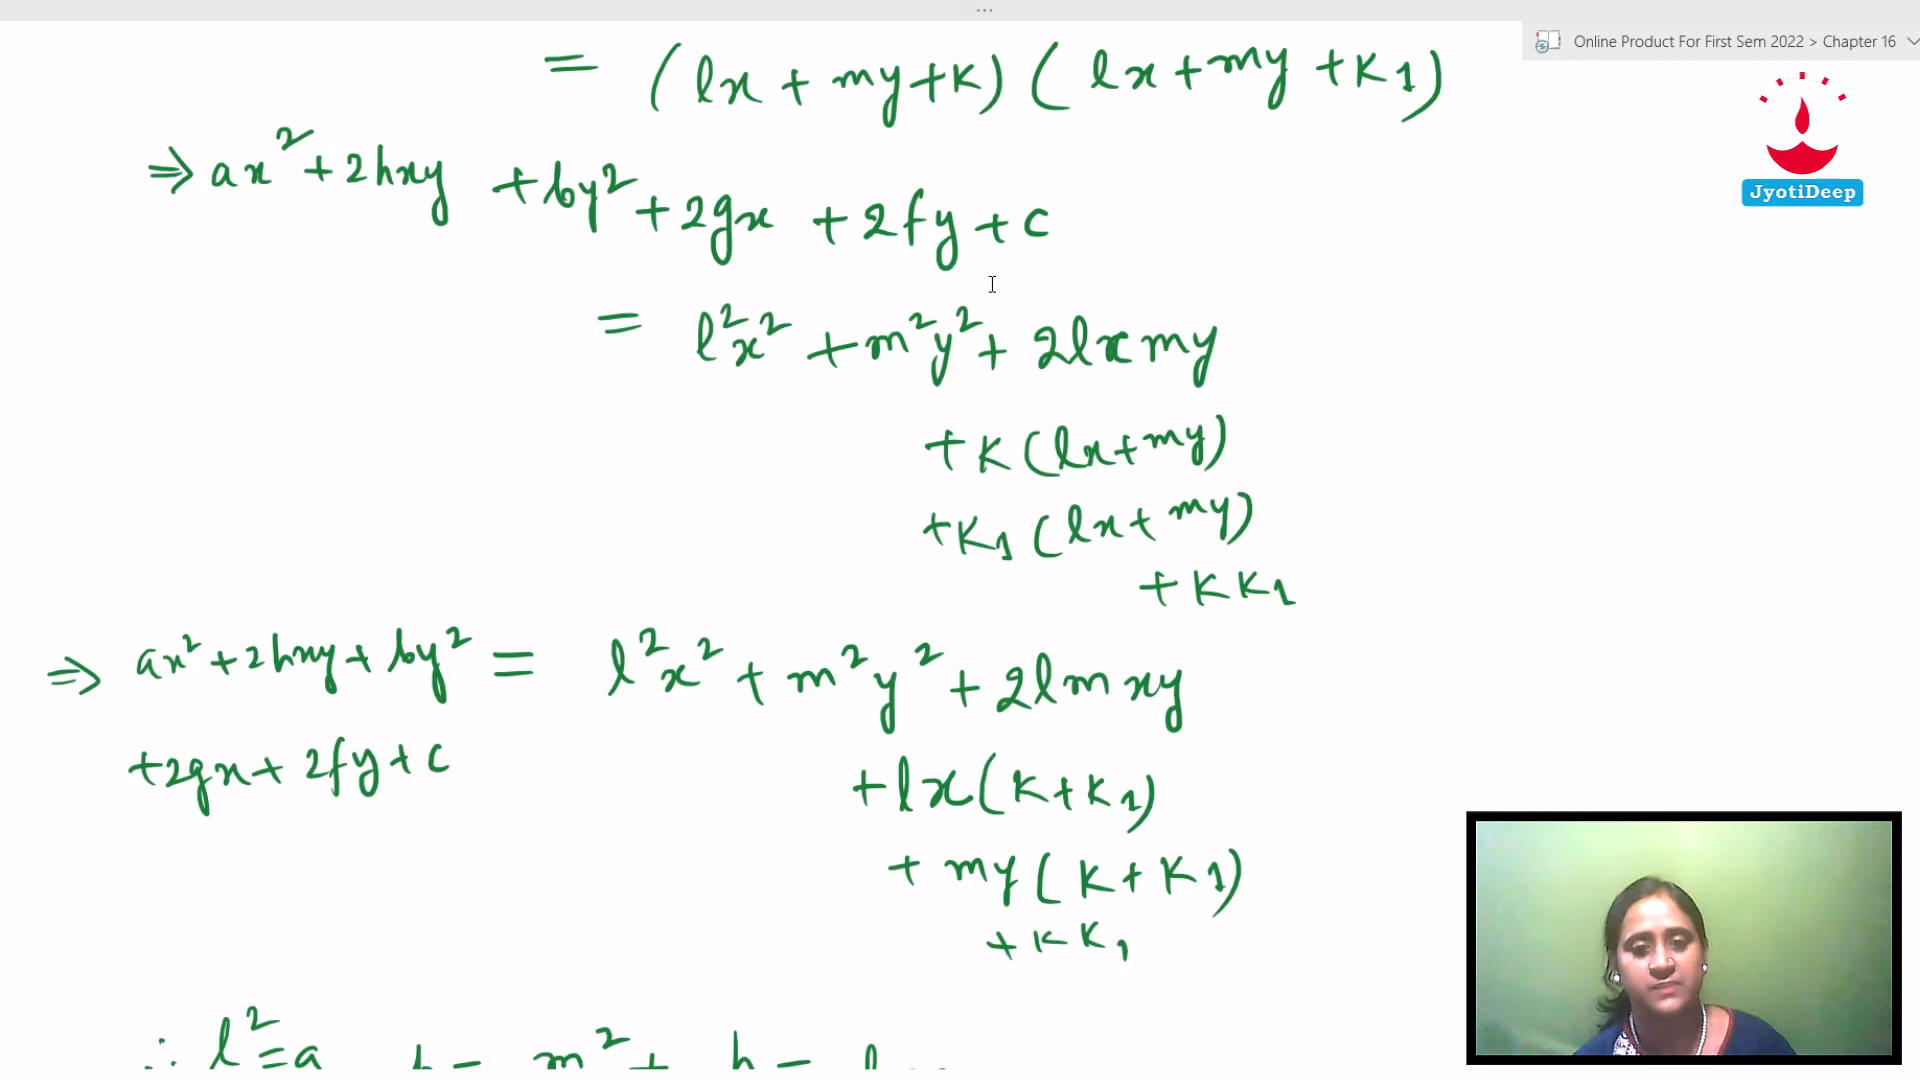 ...
Online Product For First Sem 2022 > Chapter 16
= (lx + my + K) ( lx + my + K1)
JyotiDeep
⇒ ax² + 2hxy + by² + 2gx + 2fy + c
= l²x² + m²y² + 2lxmy
+ K (lx + my)
+ K1 (lx + my)
+ K K1
⇒ ax² + 2hxy + by² = l²x² + m²y² + 2lmxy
+ 2gx + 2fy + c
+ lx (K + K1)
+ my (K + K1)
+ K K1
∴ l² = a